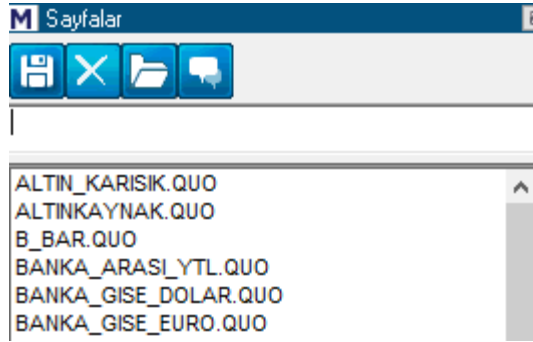 M Sayfalar
ALTIN_KARISIK.QUO
ALTINKAYNAK.QUO
B_BAR.QUO
BANKA_ARASI_YTL.QUO
BANKA_GISE_DOLAR.QUO
BANKA_GISE_EURO.QUO